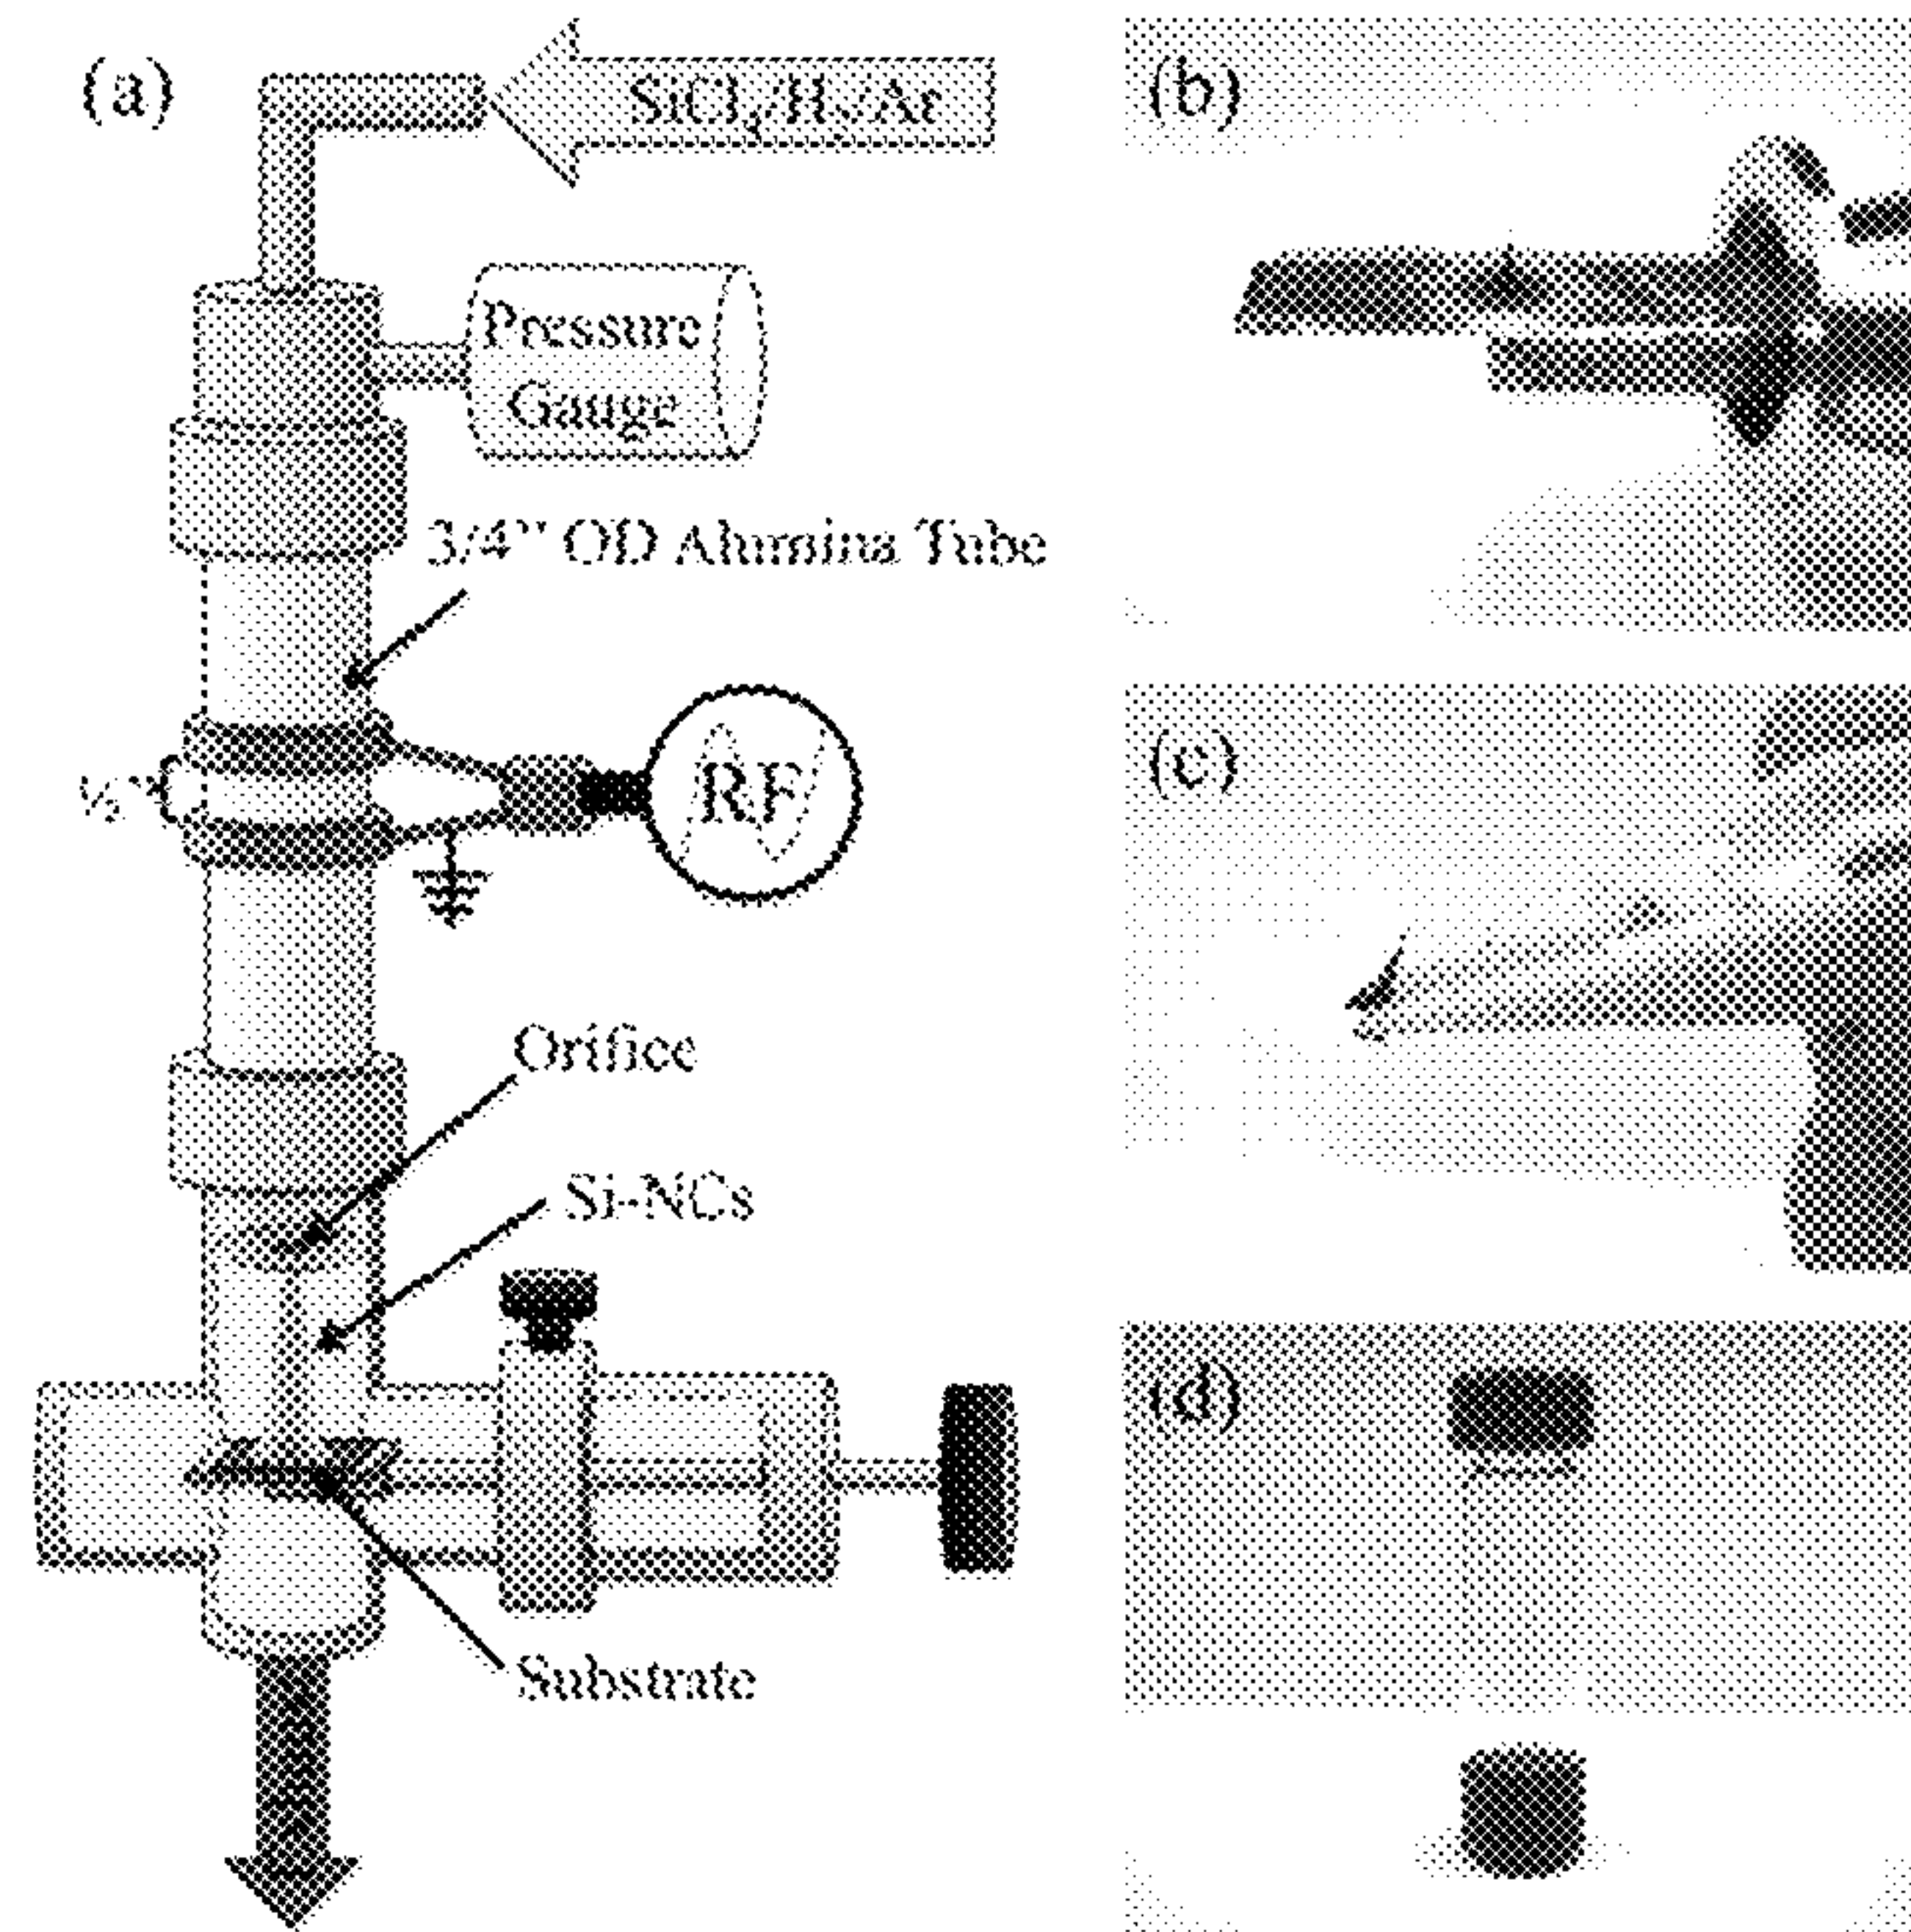 (a)
SiCl₄/H₂/Ar
Pressure
Gauge
3/4" OD Alumina Tube
½"
RF
Orifice
Si-NCs
Substrate
(b)
(c)
(d)